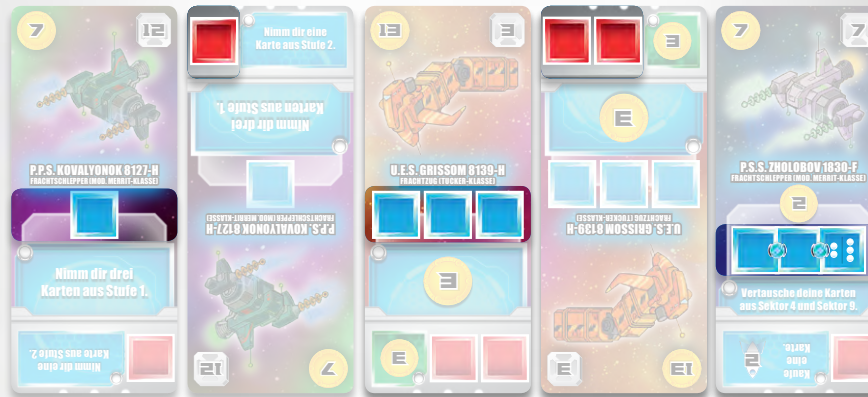 7 12
P.P.S. KOVALYONOK 8127-H
FRACHTSCHLEPPER (MOD. MERRIT-KLASSE)
Nimm dir drei
Karten aus Stufe 1.
Nimm dir eine
Karte aus Stufe 2.
Nimm dir eine
Karte aus Stufe 2.
Nimm dir drei
Karten aus Stufe 1.
P.P.S. KOVALYONOK 8127-H
FRACHTSCHLEPPER (MOD. MERRIT-KLASSE)
7 12
13 3
U.E.S. GRISSOM 8139-H
FRACHTZUG (TUCKER-KLASSE)
3
3
3
3
U.E.S. GRISSOM 8139-H
FRACHTZUG (TUCKER-KLASSE)
13 3
7 7
P.S.S. ZHOLOBOV 1830-F
FRACHTSCHLEPPER (MOD. MERRIT-KLASSE)
2
Vertausche deine Karten
aus Sektor 4 und Sektor 9.
2
Kaufe
eine
Karte.